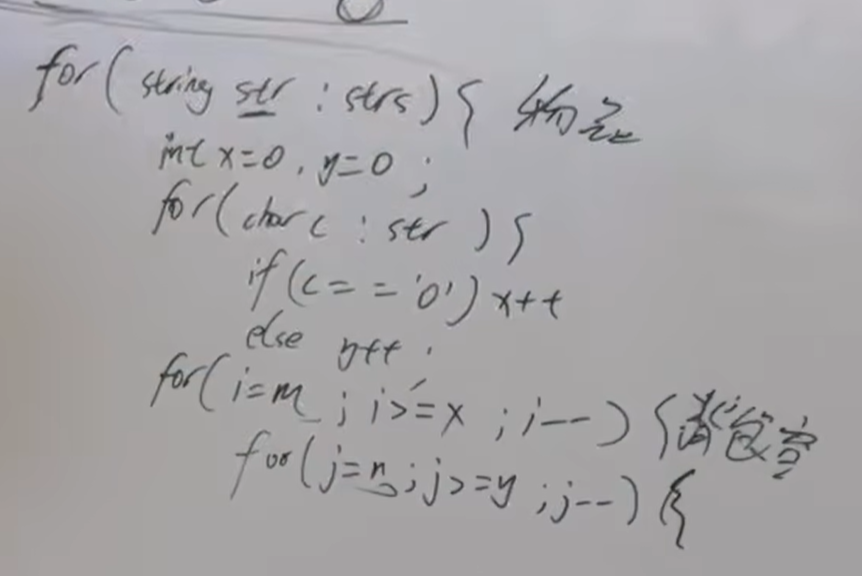 for(string str : strs){ 物品
int x=0, y=0;
for(char c : str){
if(c=='0')x++
else y++;
for(i=m; i>=x; i--){背包容
for(j=n; j>=y; j--){